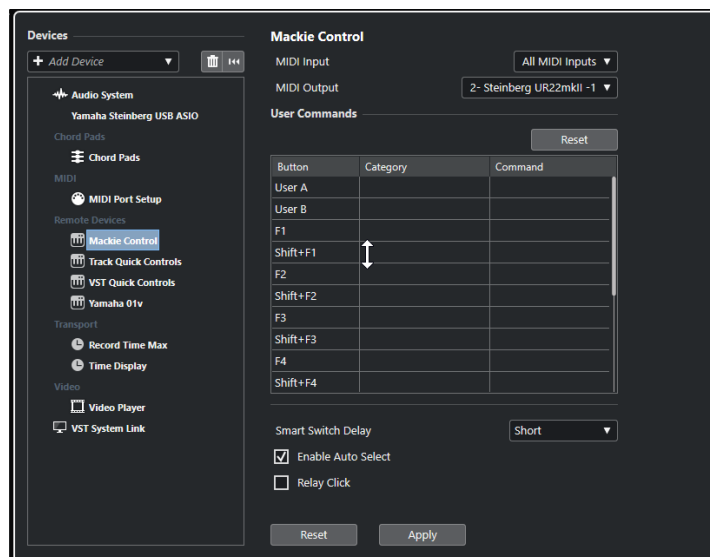 Devices
+ Add Device
Audio System
Yamaha Steinberg USB ASIO
Chord Pads
Chord Pads
MIDI
MIDI Port Setup
Remote Devices
Mackie Control
Track Quick Controls
VST Quick Controls
Yamaha 01v
Transport
Record Time Max
Time Display
Video
Video Player
VST System Link
Mackie Control
MIDI Input All MIDI Inputs
MIDI Output 2- Steinberg UR22mkII -1
User Commands
Reset
Button Category Command
User A
User B
F1
Shift+F1
F2
Shift+F2
F3
Shift+F3
F4
Shift+F4
Smart Switch Delay Short
Enable Auto Select
Relay Click
Reset Apply